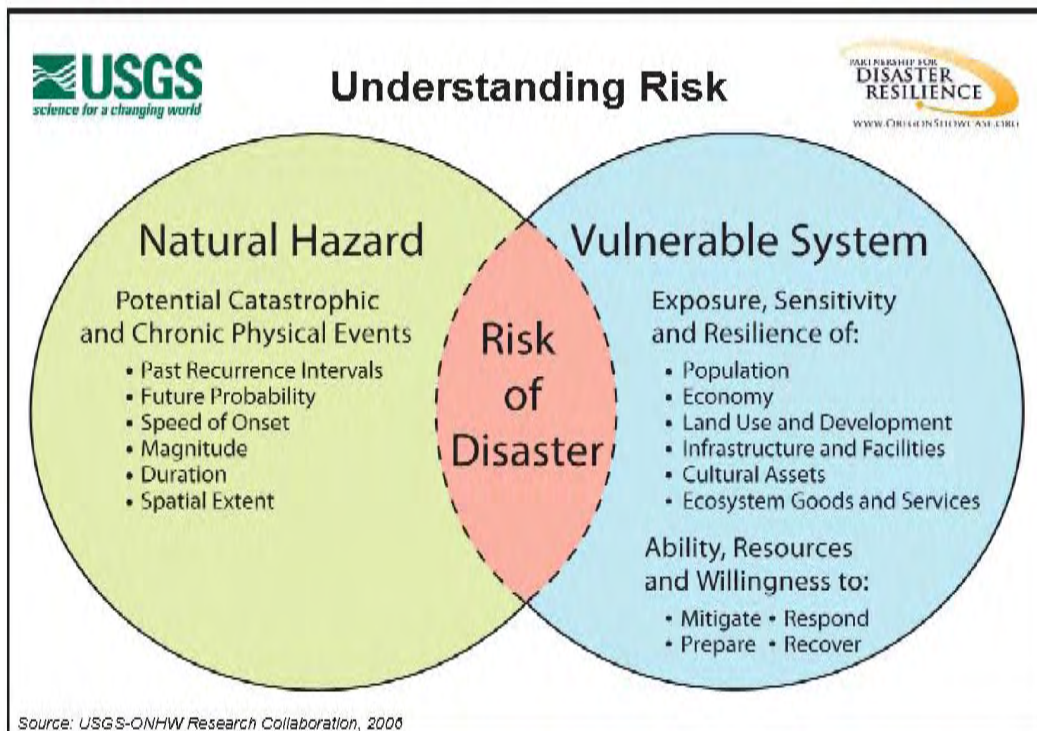 USGS
science for a changing world
Understanding Risk
PARTNERSHIP FOR
DISASTER
RESILIENCE
WWW.OREGONSHOWCASE.ORG
Natural Hazard
Potential Catastrophic
and Chronic Physical Events
• Past Recurrence Intervals
• Future Probability
• Speed of Onset
• Magnitude
• Duration
• Spatial Extent
Risk
of
Disaster
Vulnerable System
Exposure, Sensitivity
and Resilience of:
• Population
• Economy
• Land Use and Development
• Infrastructure and Facilities
• Cultural Assets
• Ecosystem Goods and Services
Ability, Resources
and Willingness to:
• Mitigate • Respond
• Prepare • Recover
Source: USGS-ONHW Research Collaboration, 2006